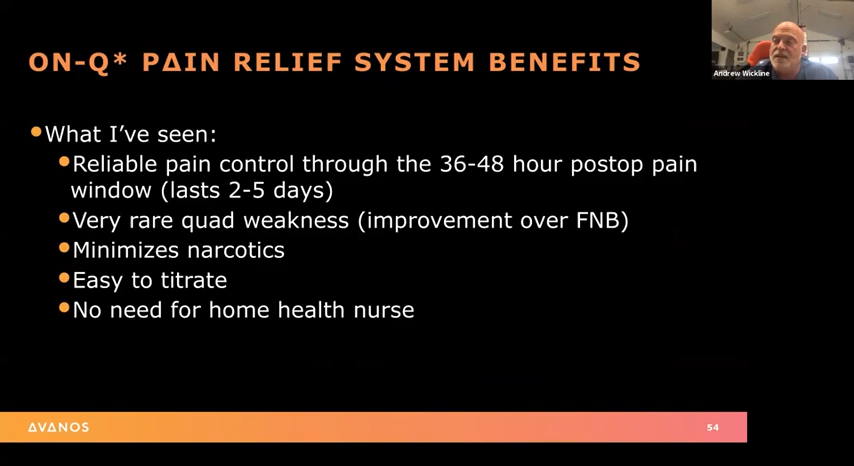 ON-Q* PΔIN RELIEF SYSTEM BENEFITS
Andrew Wickline
•What I've seen:
•Reliable pain control through the 36-48 hour postop pain
window (lasts 2-5 days)
•Very rare quad weakness (improvement over FNB)
•Minimizes narcotics
•Easy to titrate
•No need for home health nurse
ΔVΔNOS
54